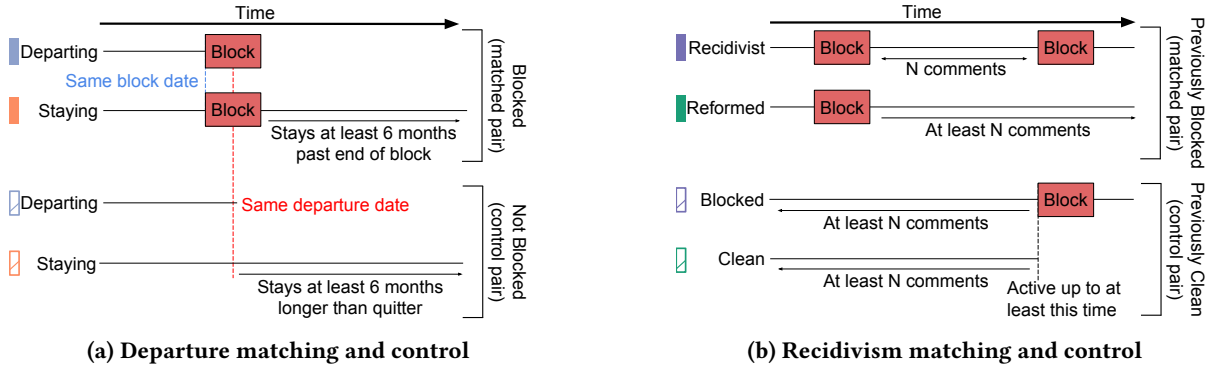 Time
Departing
Block
Same block date
Staying
Block
Stays at least 6 months
past end of block
Blocked
(matched pair)
Departing
Same departure date
Staying
Stays at least 6 months
longer than quitter
Not Blocked
(control pair)
(a) Departure matching and control
Time
Recidivist
Block
N comments
Block
Reformed
Block
At least N comments
Previously Blocked
(matched pair)
Blocked
Block
At least N comments
Clean
At least N comments
Active up to at
least this time
Previously Clean
(control pair)
(b) Recidivism matching and control